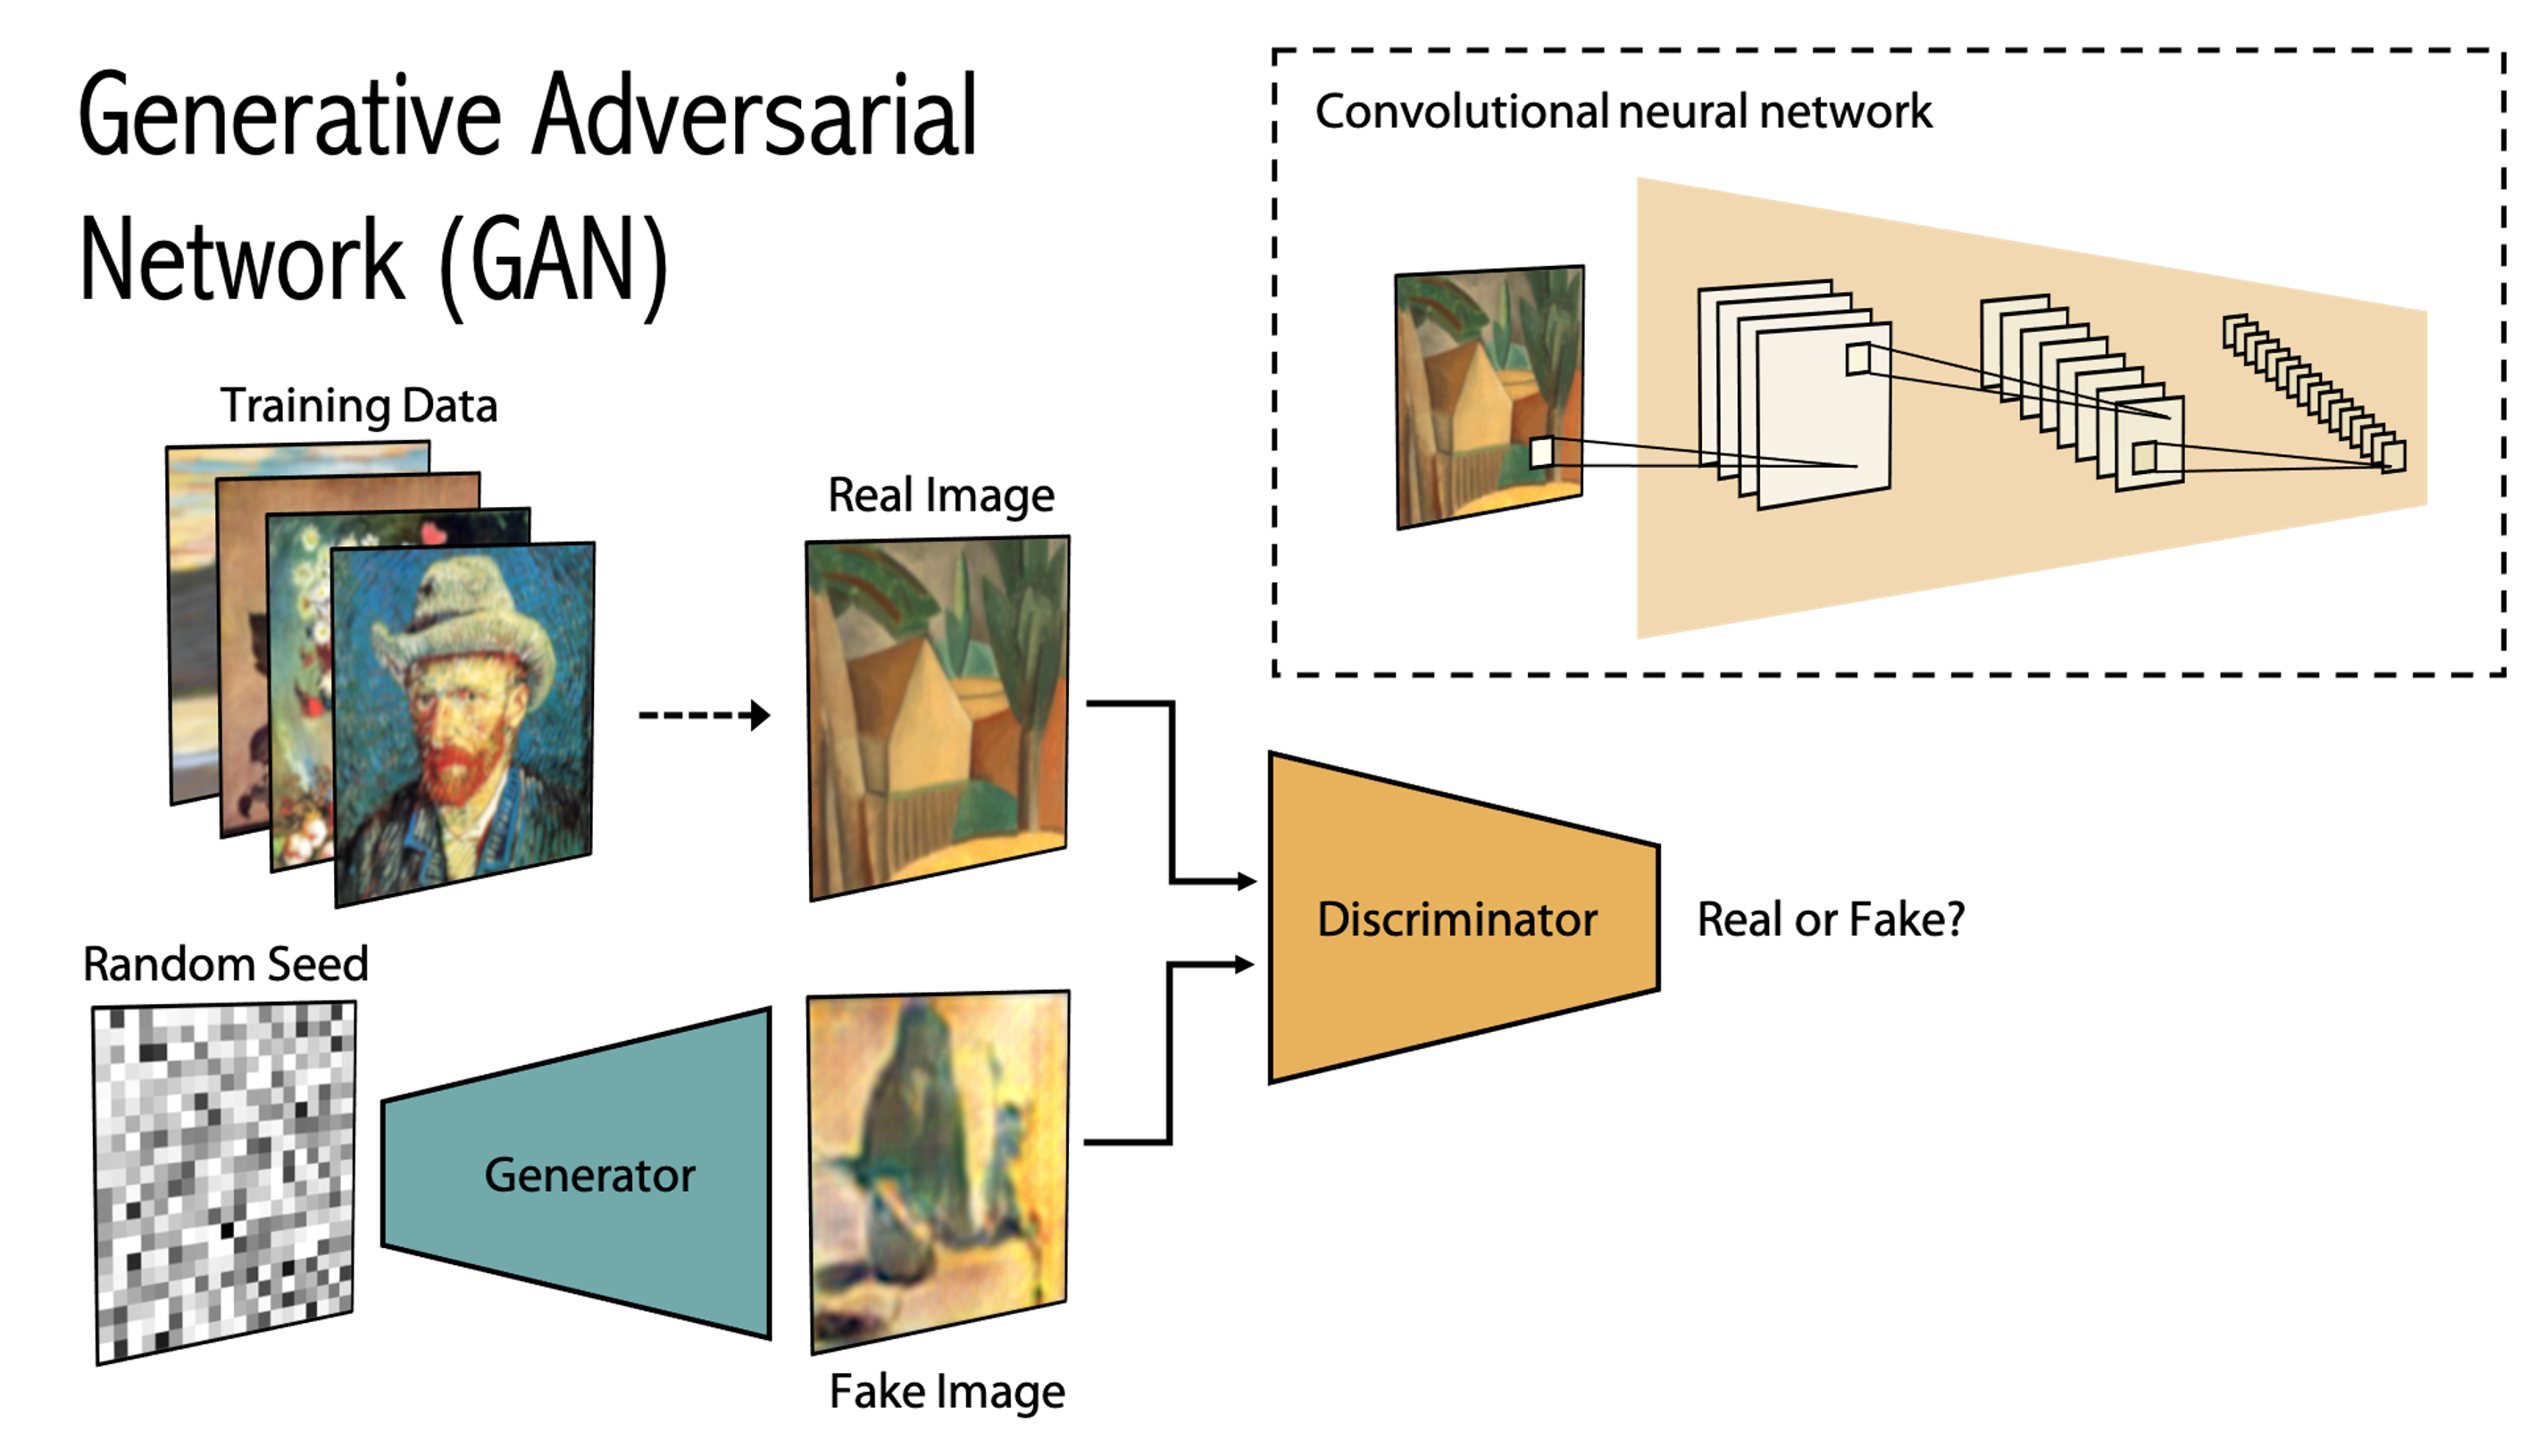 Generative Adversarial
Network (GAN)
Convolutional neural network
Training Data
Real Image
Discriminator
Real or Fake?
Random Seed
Generator
Fake Image